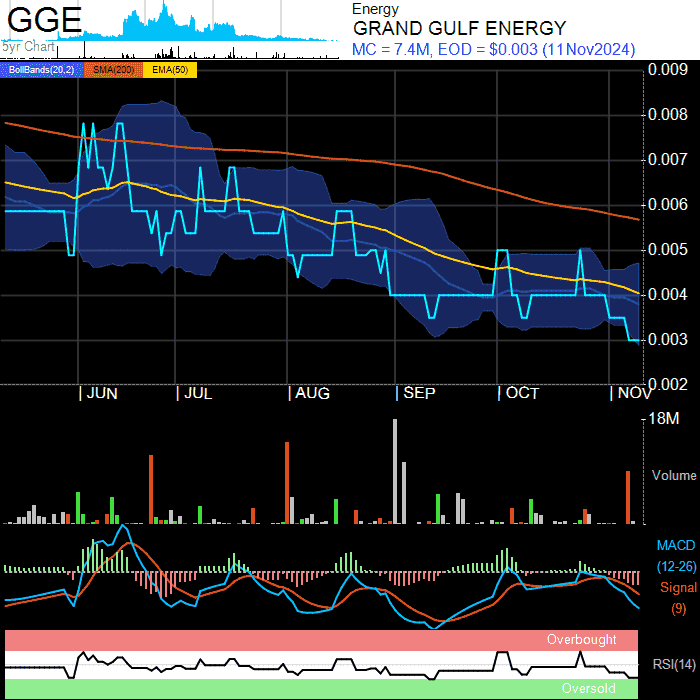 GGE
5yr Chart
Energy
GRAND GULF ENERGY
MC = 7.4M, EOD = $0.003 (11Nov2024)
BollBands(20,2) SMA(200) EMA(50)
0.009
0.008
0.007
0.006
0.005
0.004
0.003
0.002
JUN JUL AUG SEP OCT NOV
18M
Volume
MACD
(12-26)
Signal
(9)
Overbought
RSI(14)
Oversold